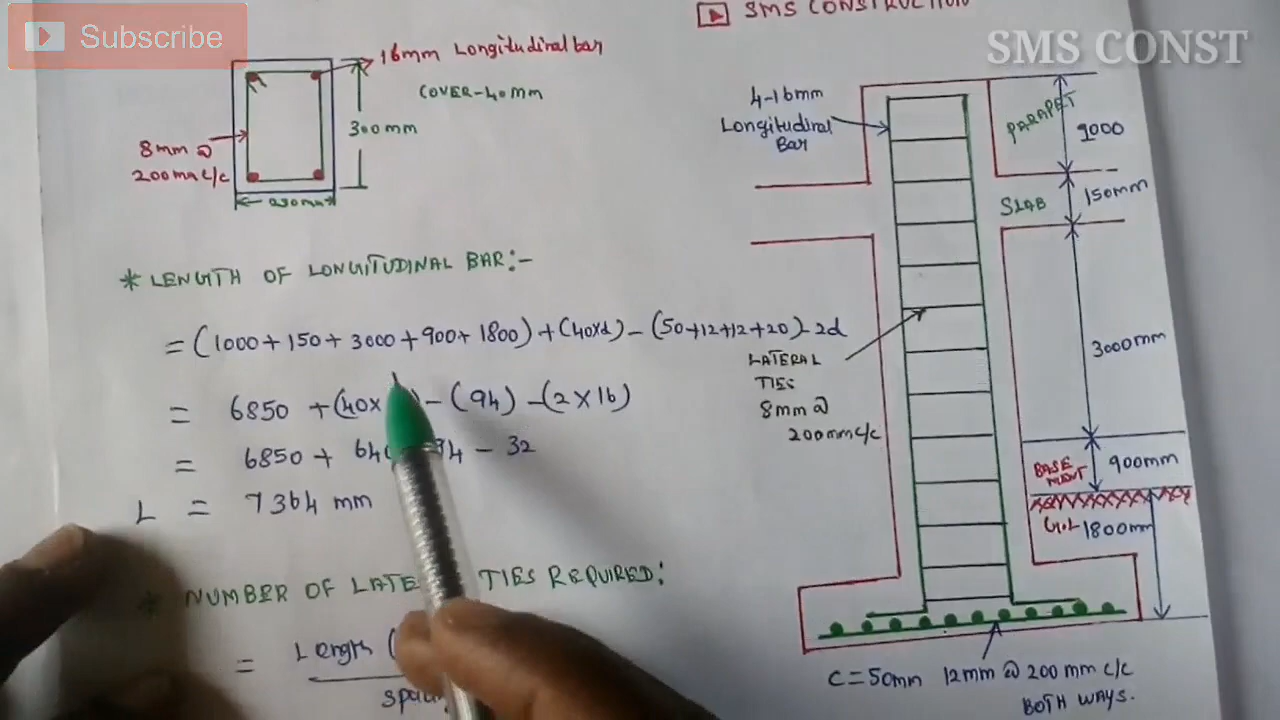 Subscribe
SMS CONSTRUCTION
SMS CONST
16mm Longitudinal bar
COVER-40mm
300mm
8mm @
200mm c/c
230mm
4-16mm
Longitudinal
Bar
PARAPET
1000
SLAB
150mm
* LENGTH OF LONGITUDINAL BAR:-
= (1000+150+3000+900+1800)+(40xd)-(50+12+12+20)-2d
= 6850 +(40x ) - (94) -(2X16)
= 6850 + 640 94 - 32
L = 7364 mm
LATERAL
TIES
8mm @
200mm c/c
3000mm
BASE
MENT
900mm
G.L
1800mm
* NUMBER OF LATE TIES REQUIRED:
= Length (
C=50mm 12mm @ 200 mm c/c
BOTH WAYS.